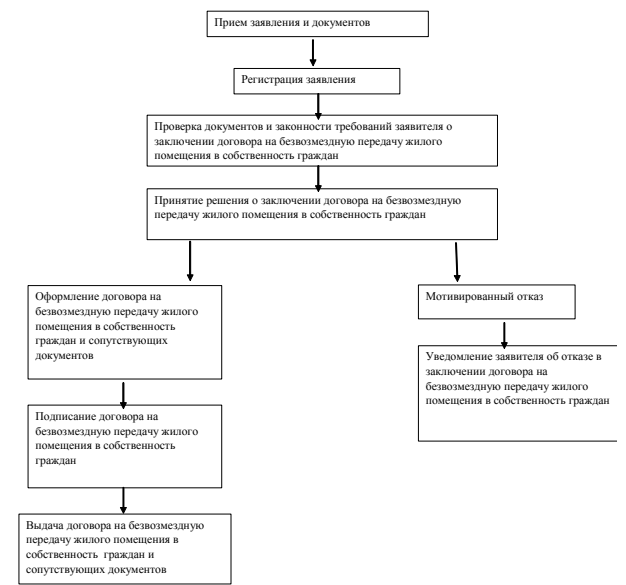 Прием заявления и документов
Регистрация заявления
Проверка документов и законности требований заявителя о
заключении договора на безвозмездную передачу жилого
помещения в собственность граждан
Принятие решения о заключении договора на безвозмездную
передачу жилого помещения в собственность граждан
Оформление договора на
безвозмездную передачу жилого
помещения в собственность
граждан и сопутствующих
документов
Подписание договора на
безвозмездную передачу жилого
помещения в собственность
граждан
Выдача договора на безвозмездную
передачу жилого помещения в
собственность граждан и
сопутствующих документов
Мотивированный отказ
Уведомление заявителя об отказе в
заключении договора на
безвозмездную передачу жилого
помещения в собственность граждан